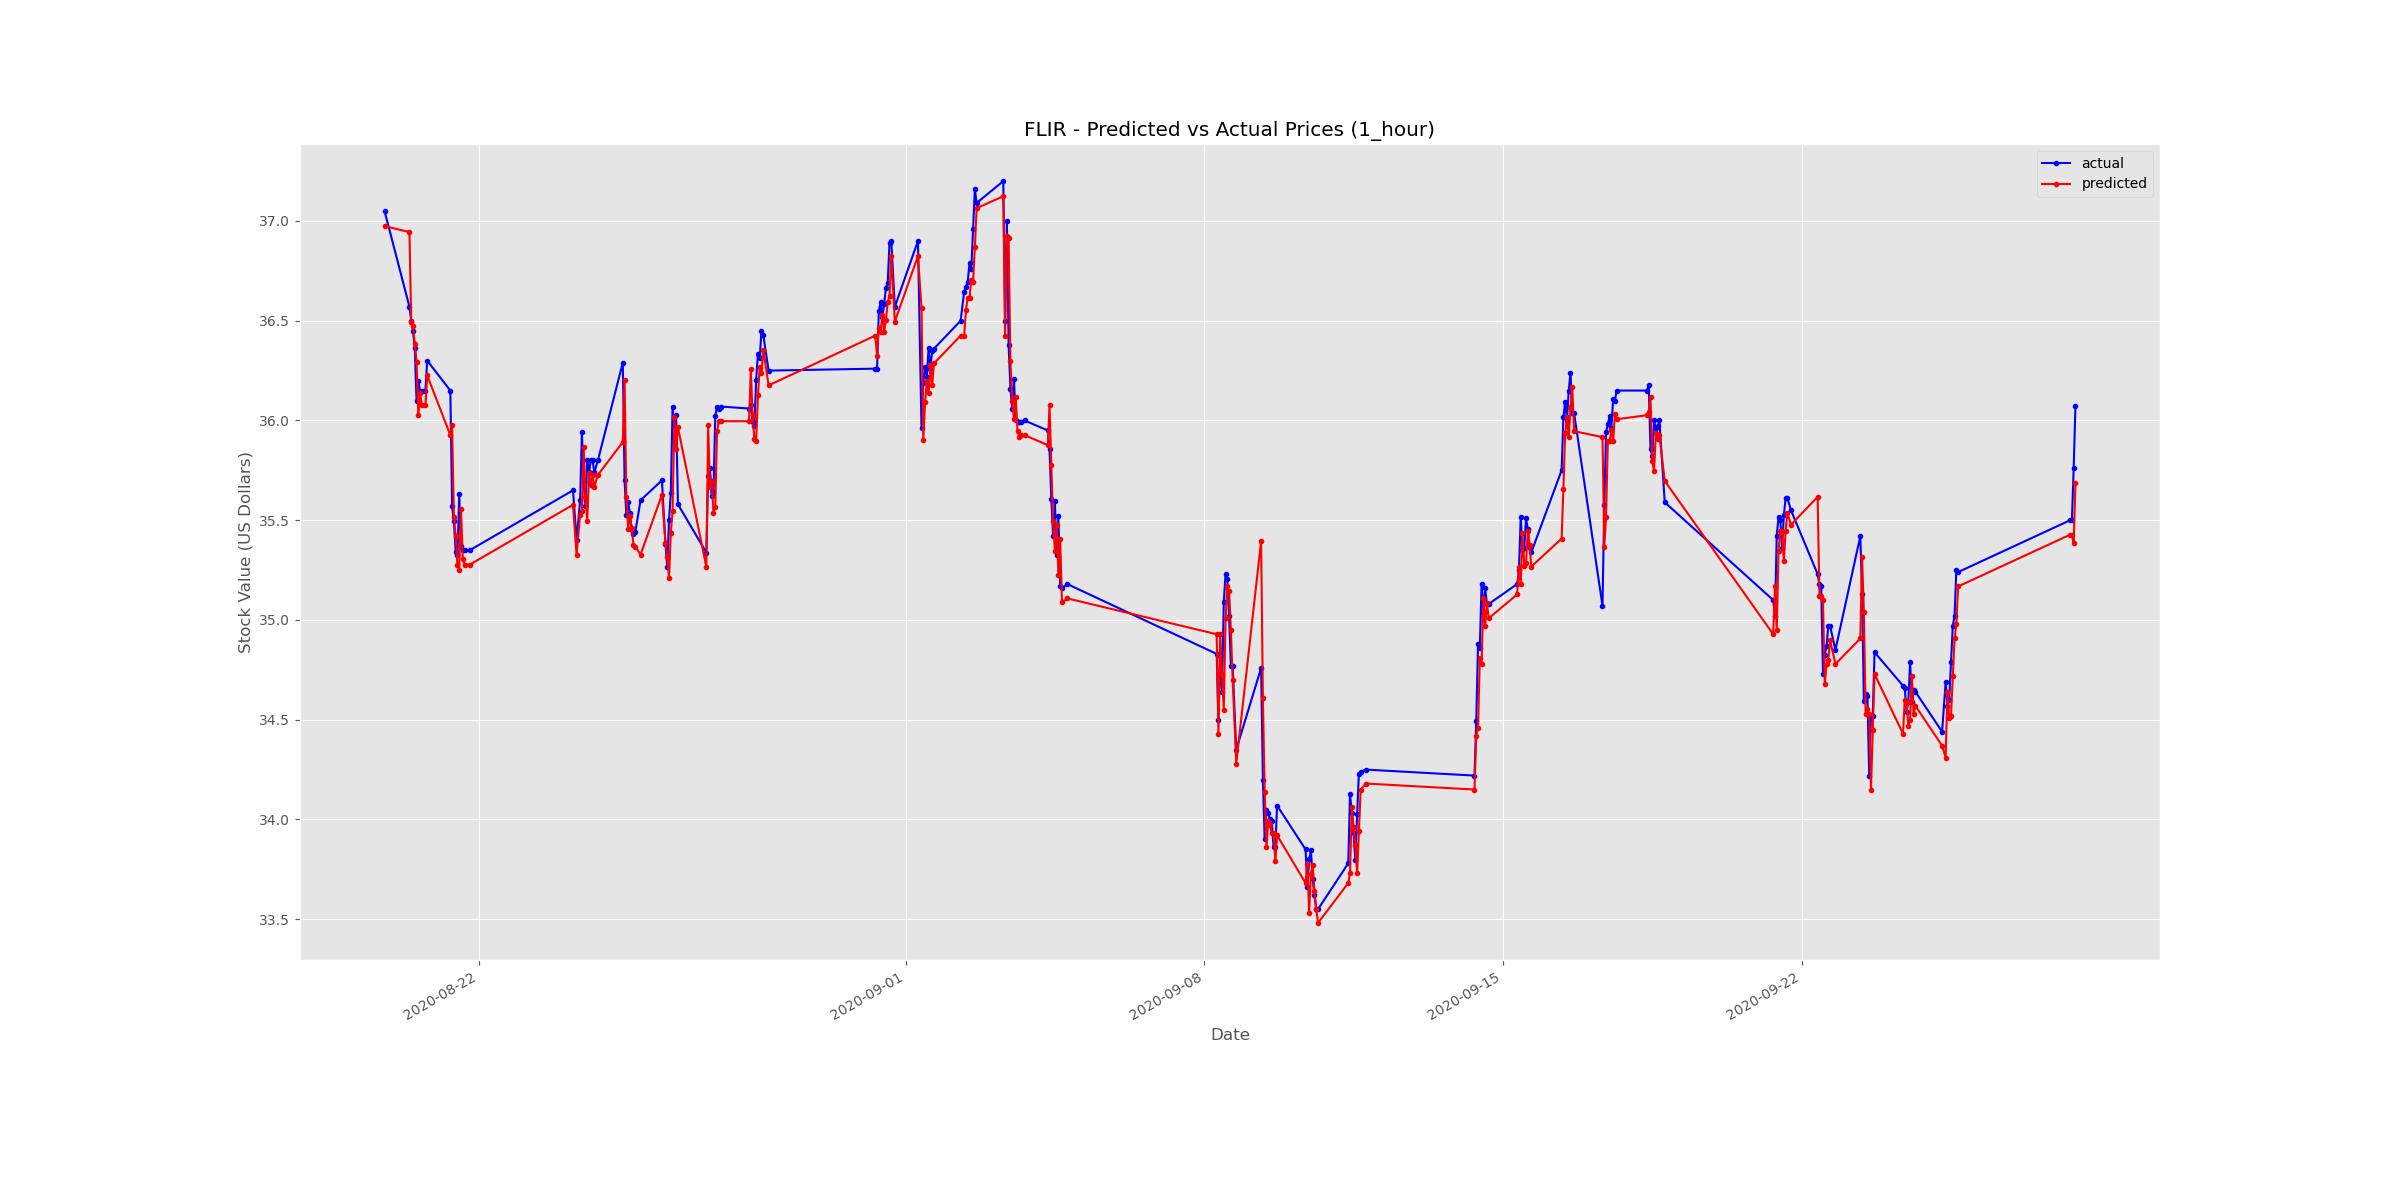 FLIR - Predicted vs Actual Prices (1_hour)
actual
predicted
Stock Value (US Dollars)
37.0
36.5
36.0
35.5
35.0
34.5
34.0
33.5
2020-08-22
2020-09-01
2020-09-08
2020-09-15
2020-09-22
Date